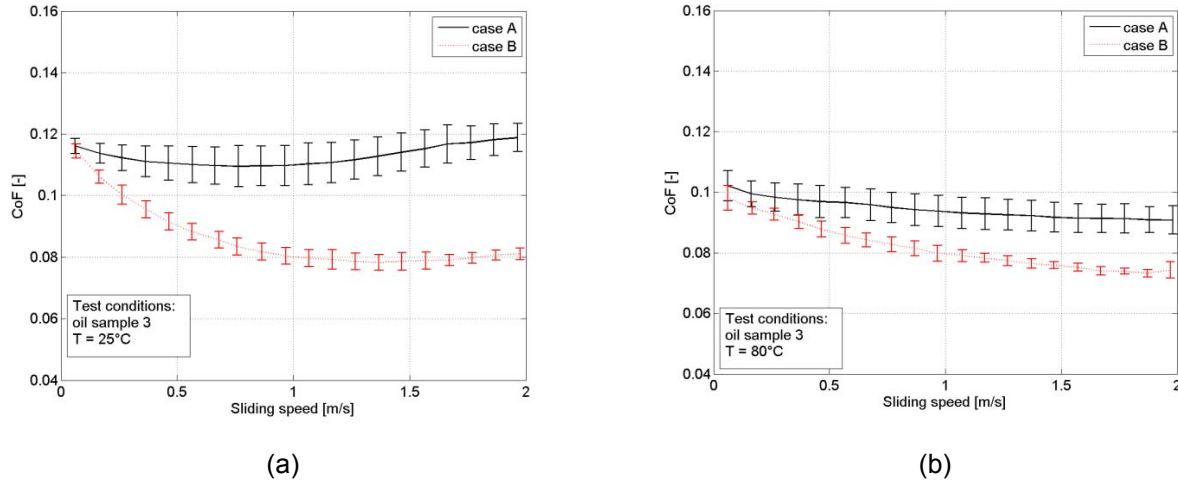 0.16
0.14
0.12
0.1
0.08
0.06
0.04
CoF [-]
case A
case B
Test conditions:
oil sample 3
T = 25°C
0 0.5 1 1.5 2
Sliding speed [m/s]
(a)
0.16
0.14
0.12
0.1
0.08
0.06
0.04
CoF [-]
case A
case B
Test conditions:
oil sample 3
T = 80°C
0 0.5 1 1.5 2
Sliding speed [m/s]
(b)